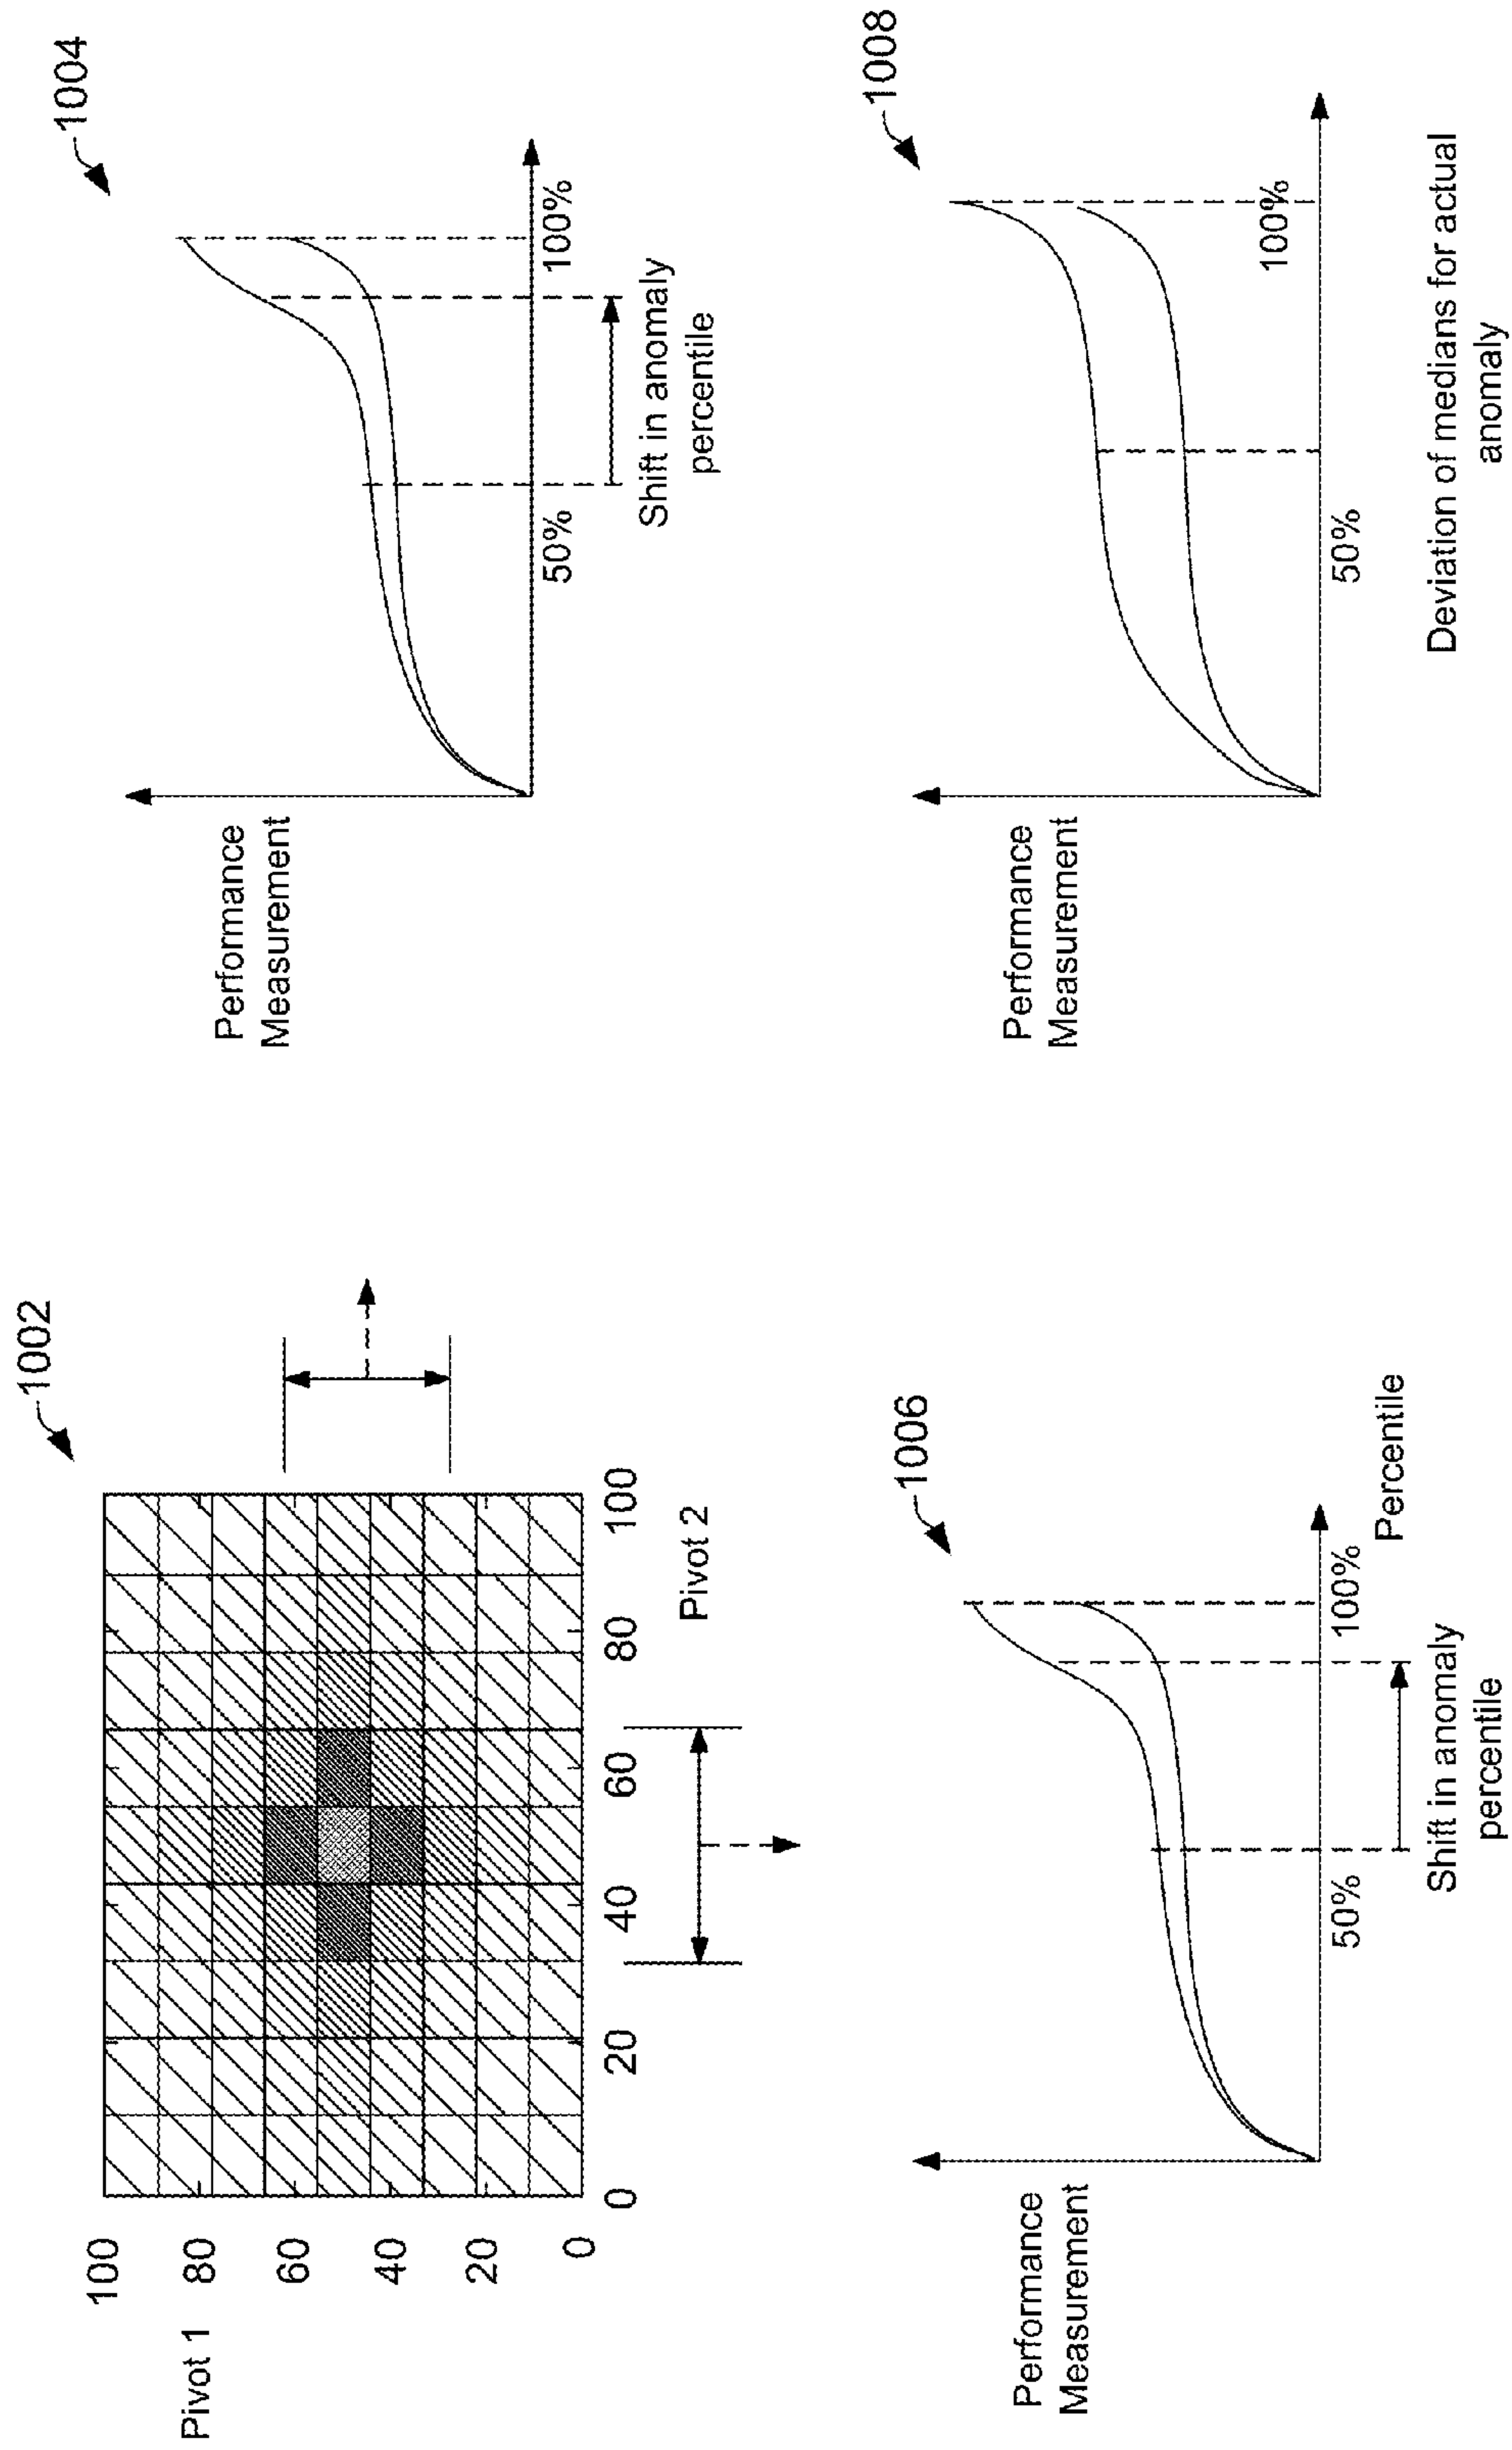 1002
Pivot 1
100
80
60
40
20
0
0 20 40 60 80 100
Pivot 2
1004
Performance
Measurement
50%
100%
Shift in anomaly
percentile
1006
Performance
Measurement
50%
100%
Percentile
Shift in anomaly
percentile
1008
Performance
Measurement
50%
100%
Deviation of medians for actual
anomaly